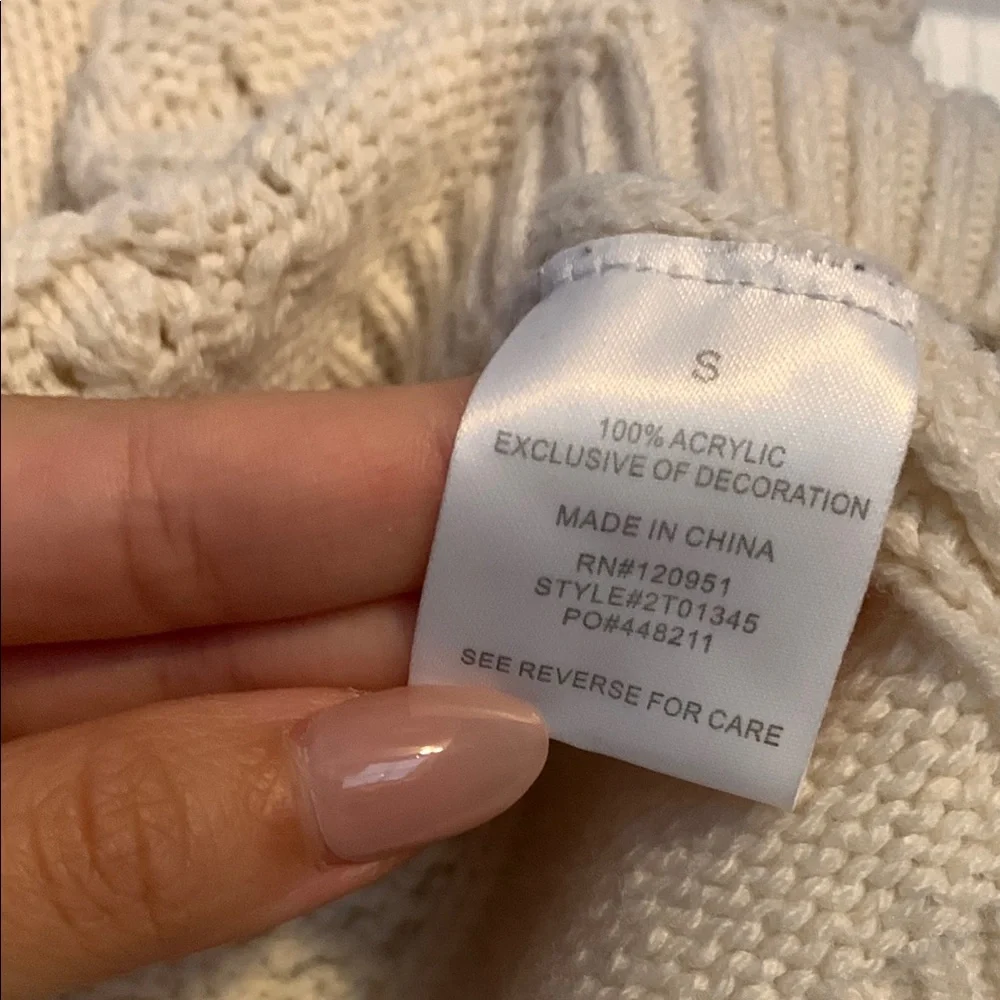 S
100% ACRYLIC
EXCLUSIVE OF DECORATION
MADE IN CHINA
RN#120951
STYLE#2T01345
PO#448211
SEE REVERSE FOR CARE